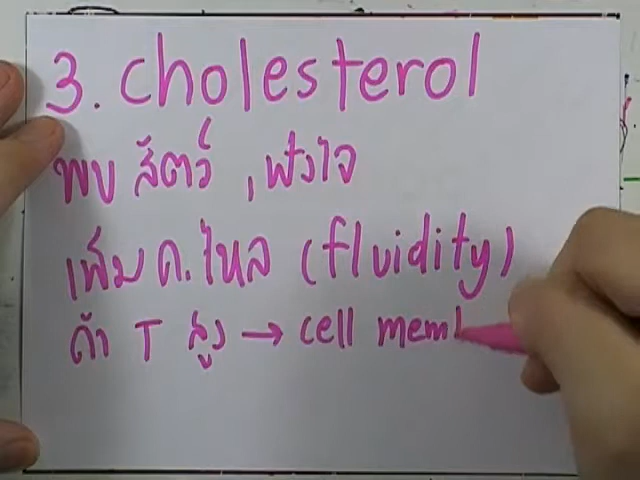 3. cholesterol
พบ สัตว์ , ฟังไจ
เพิ่ม ค.ไหล (fluidity)
ถ้า T สูง → cell mem